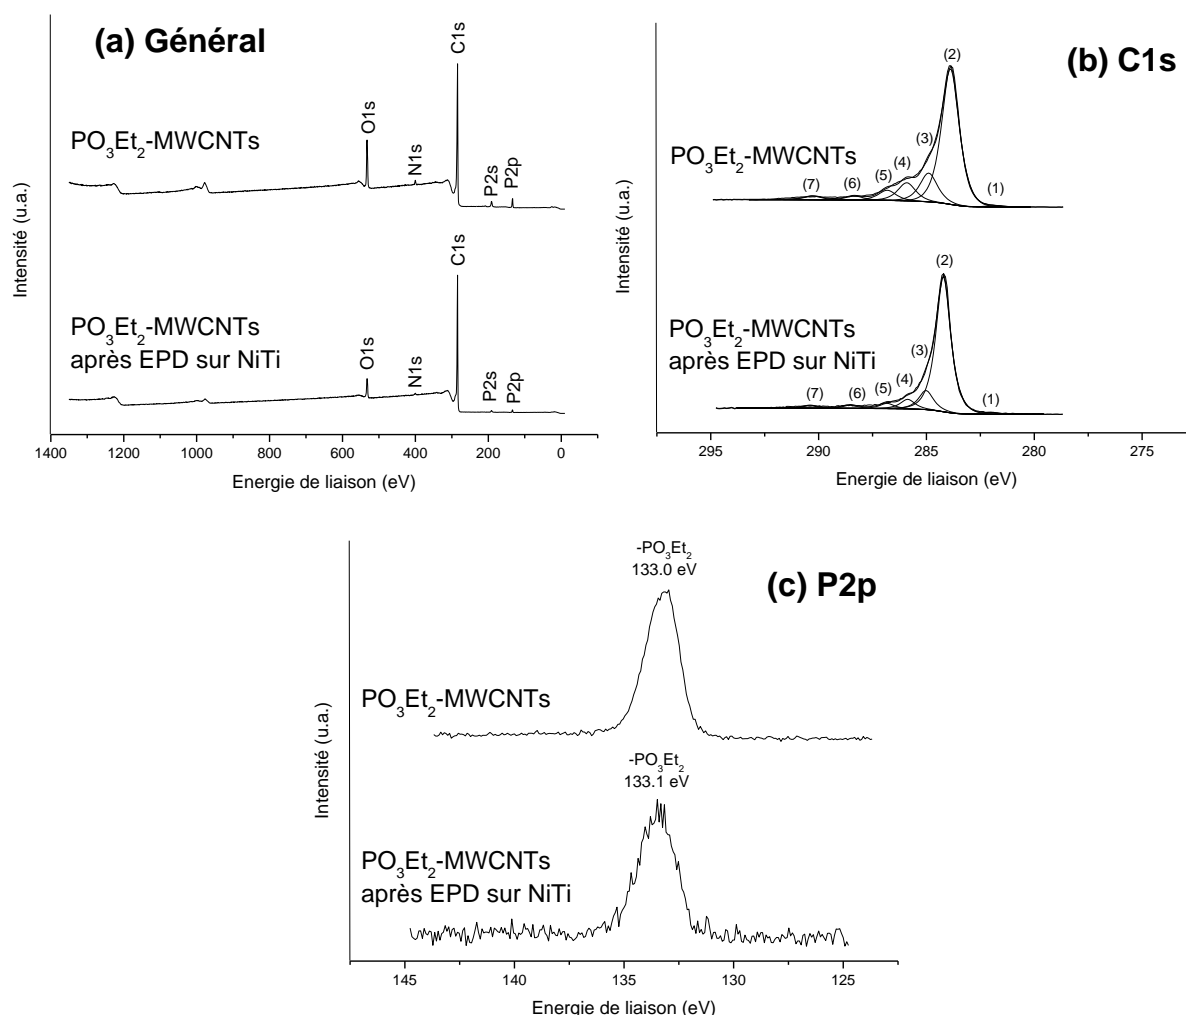 (a) Général
C1s
O1s
N1s
P2s
P2p
PO3Et2-MWCNTs
C1s
O1s
N1s
P2s
P2p
PO3Et2-MWCNTs
après EPD sur NiTi
Intensité (u.a.)
1400 1200 1000 800 600 400 200 0
Energie de liaison (eV)
(b) C1s
(2)
(3)
(4)
(5)
(6)
(7)
(1)
PO3Et2-MWCNTs
(2)
(3)
(4)
(5)
(6)
(7)
(1)
PO3Et2-MWCNTs
après EPD sur NiTi
Intensité (u.a.)
295 290 285 280 275
Energie de liaison (eV)
(c) P2p
-PO3Et2
133.0 eV
PO3Et2-MWCNTs
-PO3Et2
133.1 eV
PO3Et2-MWCNTs
après EPD sur NiTi
Intensité (u.a.)
145 140 135 130 125
Energie de liaison (eV)